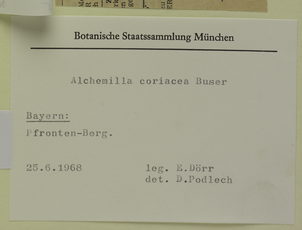 Botanische Staatssammlung München
Alchemilla coriacea Buser
Bayern:
Pfronten-Berg.
25.6.1968 leg. E.Dörr
det. D.Podlech